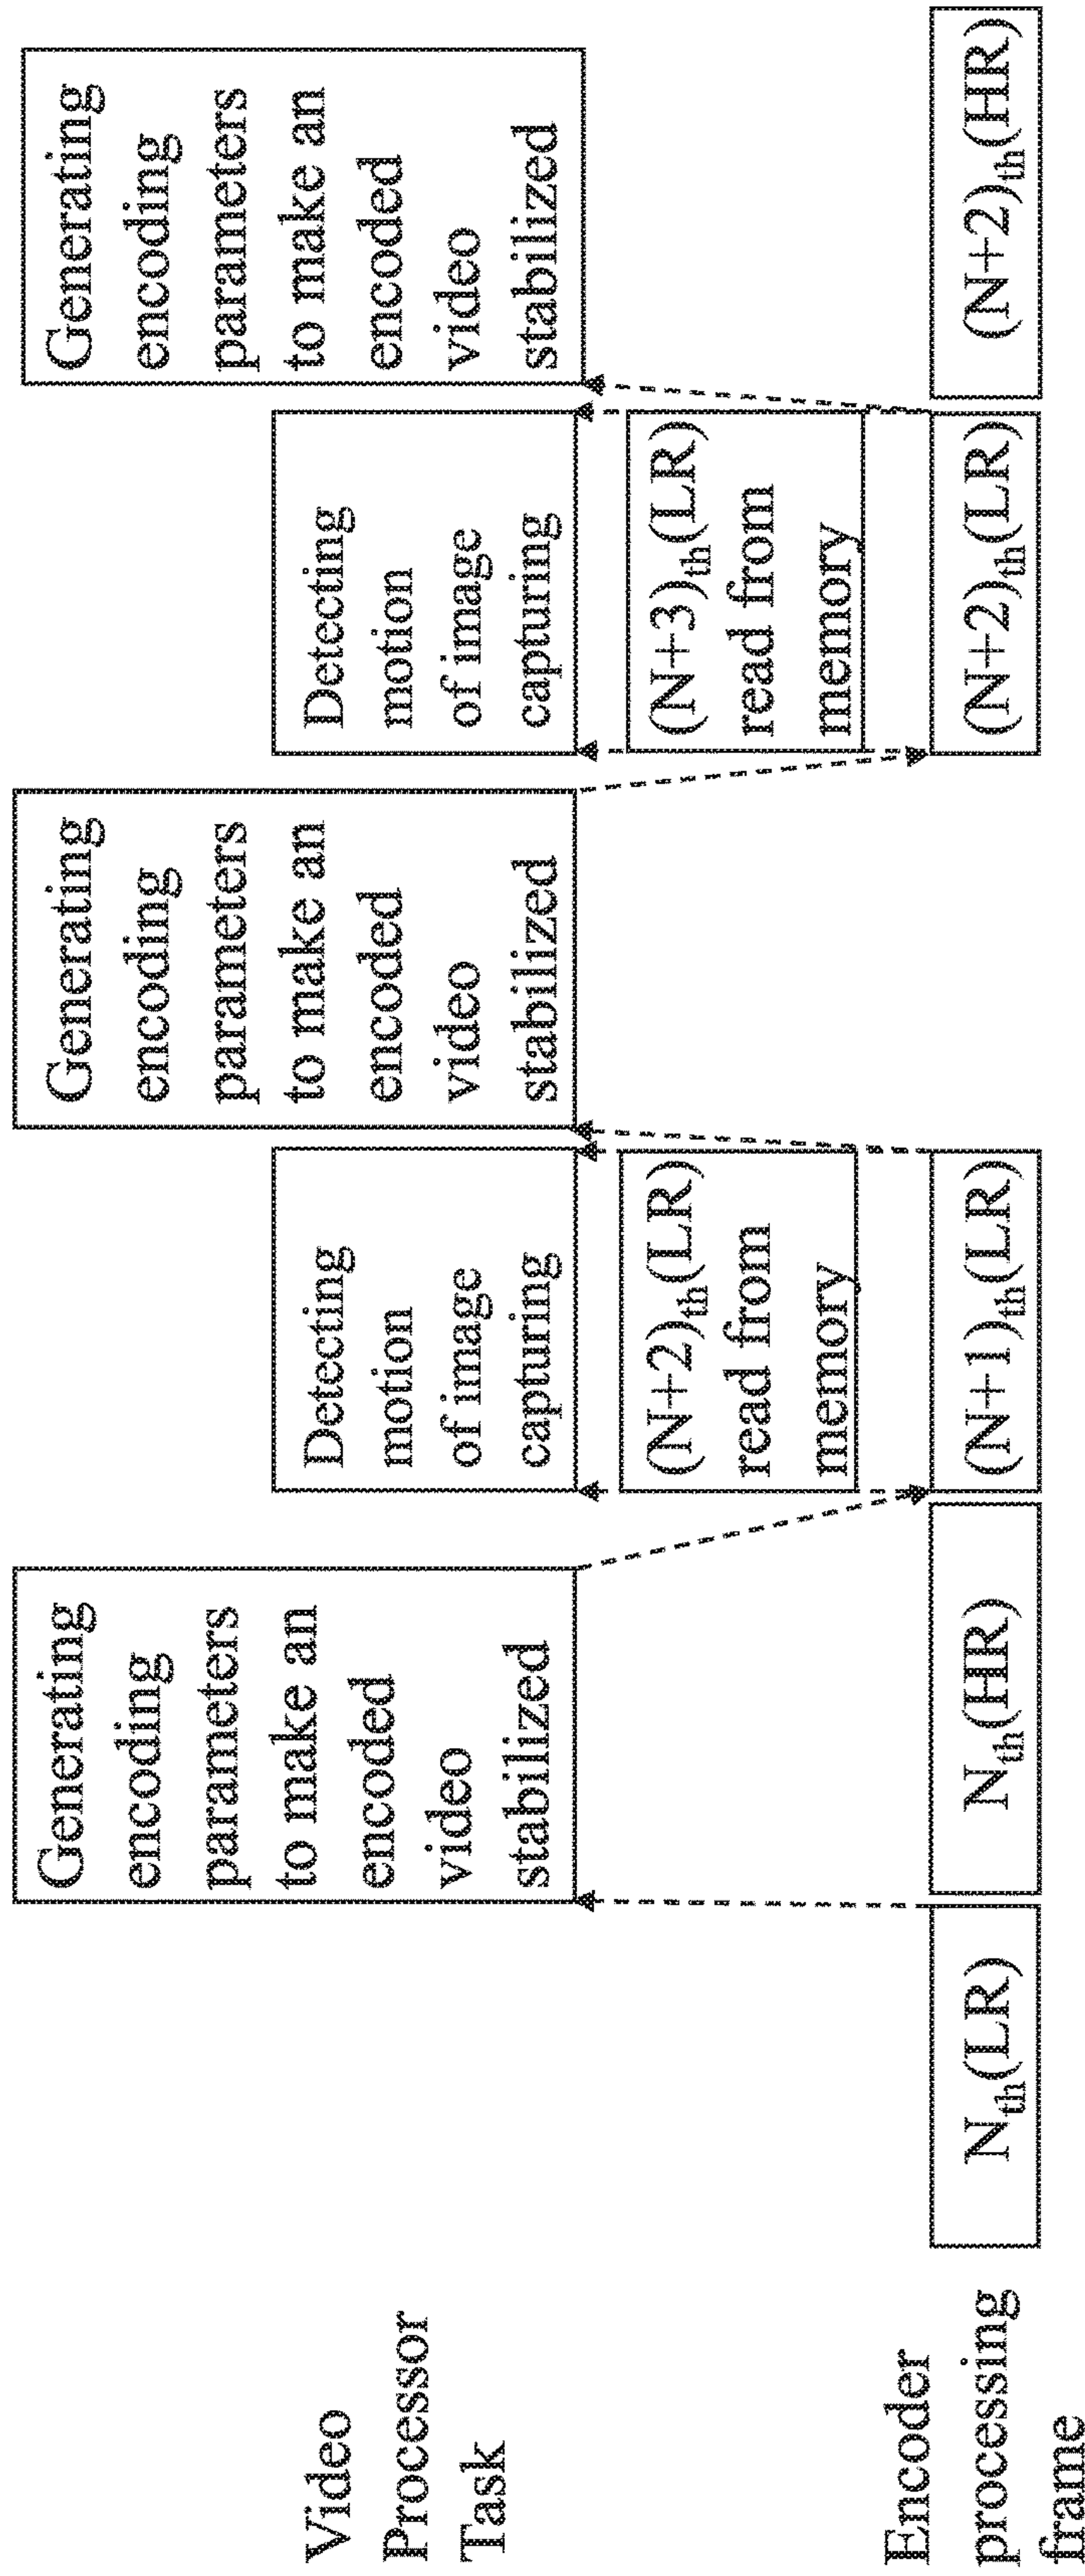 Video
Processor
Task
Generating
encoding
parameters
to make an
encoded
video
stabilized
Detecting
motion
of image
capturing
Generating
encoding
parameters
to make an
encoded
video
stabilized
Detecting
motion
of image
capturing
Generating
encoding
parameters
to make an
encoded
video
stabilized
(N+2)th(LR)
read from
memory
(N+3)th(LR)
read from
memory
Encoder
processing
frame
Nth(LR)
Nth(HR)
(N+1)th(LR)
(N+2)th(LR)
(N+2)th(HR)